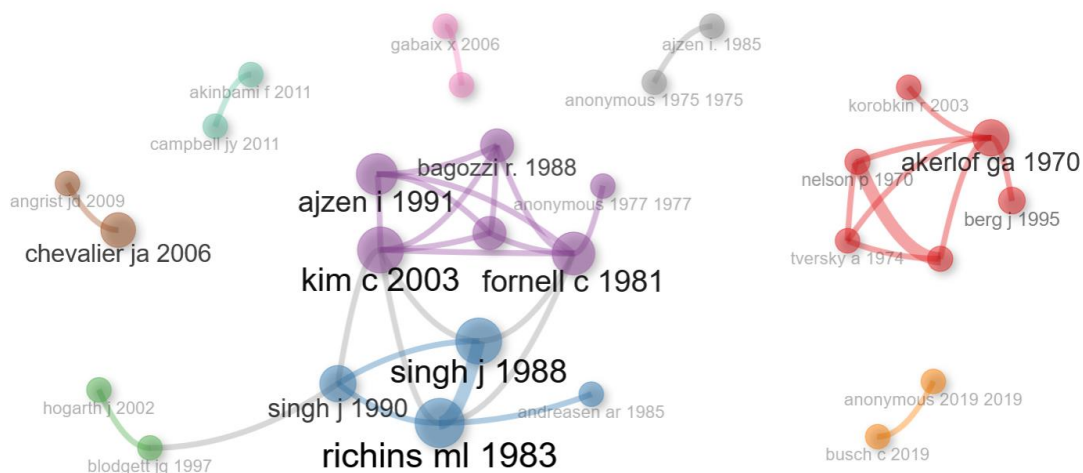 gabaix x 2006
ajzen i. 1985
akinbami f 2011
anonymous 1975 1975
korobkin r 2003
campbell jy 2011
bagozzi r. 1988
akerlof ga 1970
nelson p 1970
angrist jd 2009
ajzen i 1991
anonymous 1977 1977
berg j 1995
chevalier ja 2006
tversky a 1974
kim c 2003
fornell c 1981
singh j 1988
hogarth j 2002
singh j 1990
andreasen ar 1985
anonymous 2019 2019
richins ml 1983
busch c 2019
blodgett jg 1997